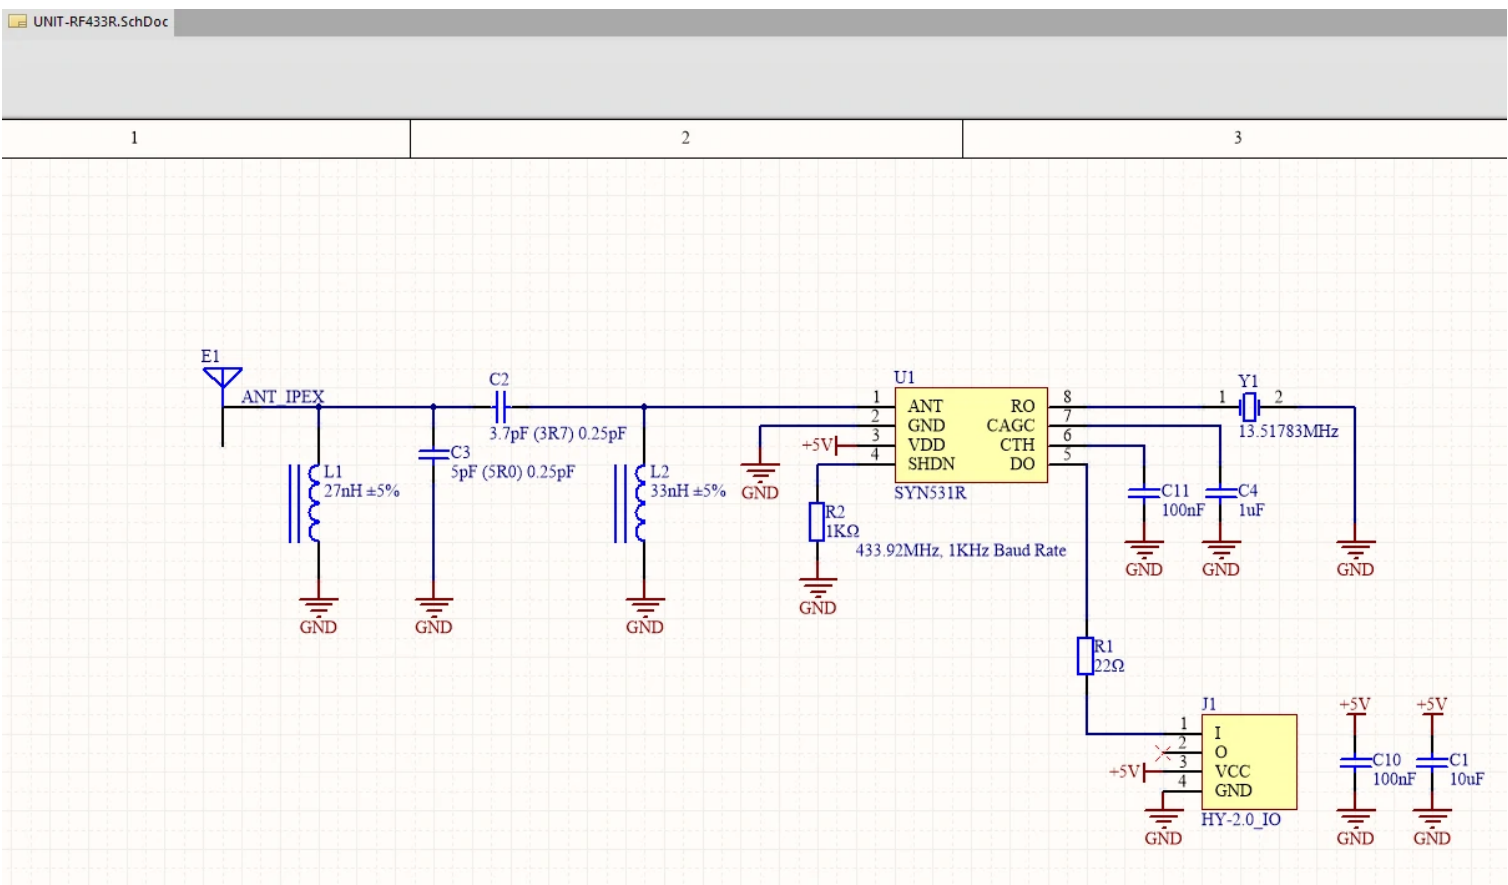 UNIT-RF433R.SchDoc
1
2
3
E1
ANT_IPEX
C2
3.7pF (3R7) 0.25pF
C3
5pF (5R0) 0.25pF
L1
27nH ±5%
GND
GND
L2
33nH ±5%
GND
U1
1
ANT
2
GND
3
VDD
4
SHDN
8
RO
7
CAGC
6
CTH
5
DO
SYN531R
+5V
GND
R2
1KΩ
GND
433.92MHz, 1KHz Baud Rate
Y1
1
2
13.51783MHz
C11
100nF
GND
C4
1uF
GND
GND
R1
22Ω
J1
1
I
2
O
3
VCC
4
GND
HY-2.0_IO
+5V
GND
+5V
C10
100nF
GND
+5V
C1
10uF
GND